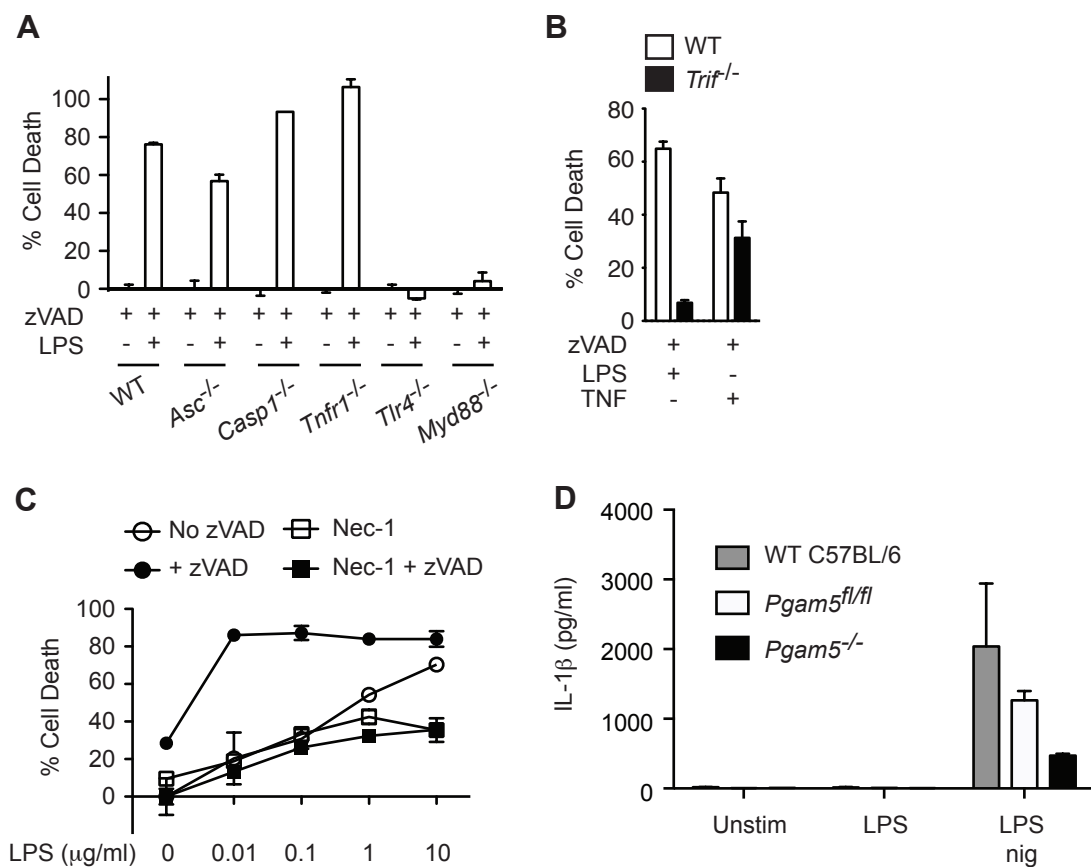 A
% Cell Death
100
80
60
40
20
0
zVAD + + + + + + + + + + + +
LPS - + - + - + - + - + - +
WT Asc-/- Casp1-/- Tnfr1-/- Tlr4-/- Myd88-/-
B
WT
Trif-/-
% Cell Death
80
60
40
20
0
zVAD + +
LPS + -
TNF - +
C
No zVAD Nec-1
+ zVAD Nec-1 + zVAD
% Cell Death
100
80
60
40
20
0
LPS (μg/ml) 0 0.01 0.1 1 10
D
IL-1β (pg/ml)
4000
3000
2000
1000
0
WT C57BL/6
Pgam5fl/fl
Pgam5-/-
Unstim LPS LPS
nig